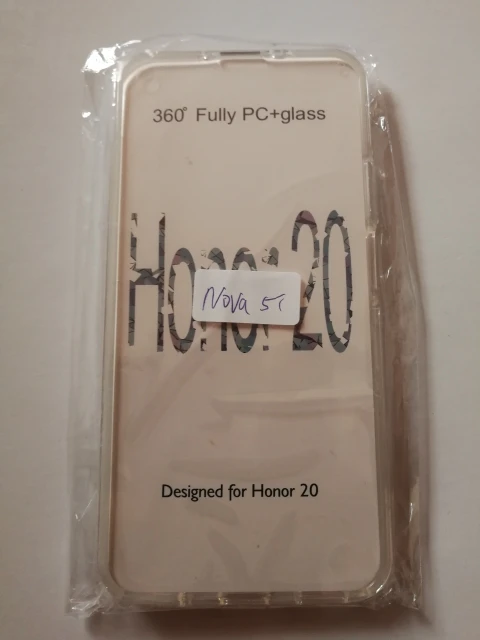 360° Fully PC+glass
Honor 20
Nova 5T
Designed for Honor 20